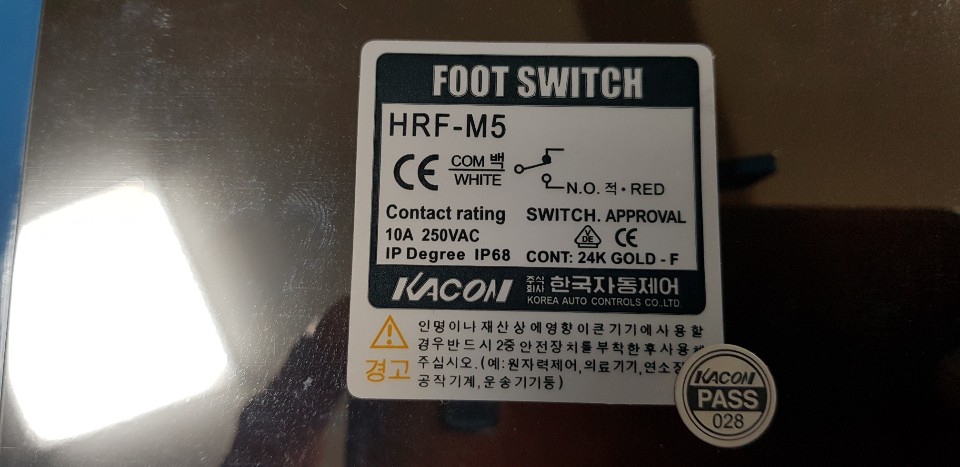 FOOT SWITCH
HRF-M5
CE COM 백
WHITE
N.O. 적·RED
Contact rating SWITCH. APPROVAL
10A 250VAC VDE CE
IP Degree IP68 CONT: 24K GOLD - F
KACON 주식회사 한국자동제어
KOREA AUTO CONTROLS CO.,LTD.
경고
인명이나 재산상에 영향이 큰 기기에 사용할
경우 반드시 2중 안전장치를 부착한 후 사용
주십시오. (예:원자력제어, 의료기기, 연소
공작기계, 운송기기등)
KACON
PASS
028